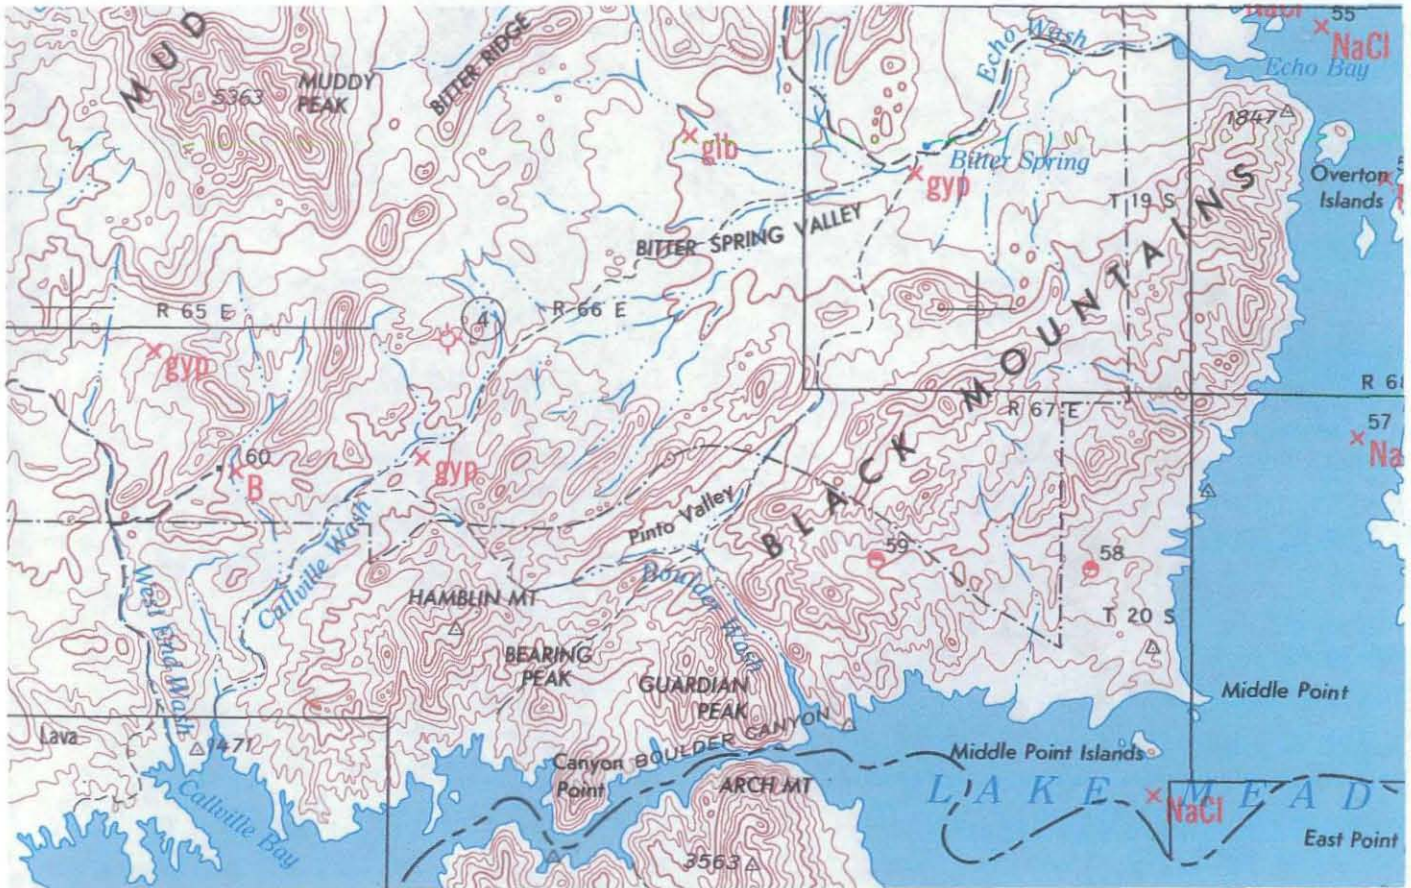 MUD
5363
MUDDY
PEAK
BITTER RIDGE
glb
Echo Wash
55
NaCl
Echo Bay
1847
Overton
Islands
Bitter Spring
gyp
T 19 S
BITTER SPRING VALLEY
R 65 E
4
R 66 E
gyp
BLACK MOUNTAINS
R 67 E
57
Na
60
B
gyp
Callville Wash
Pinto Valley
59
58
T 20 S
West End Wash
HAMBLIN MT
Boulder Wash
BEARING
PEAK
GUARDIAN
PEAK
Middle Point
Lava
1471
Canyon
Point
BOULDER CANYON
Middle Point Islands
ARCH MT
LAKE MEAD
NaCl
Callville Bay
3563
East Point